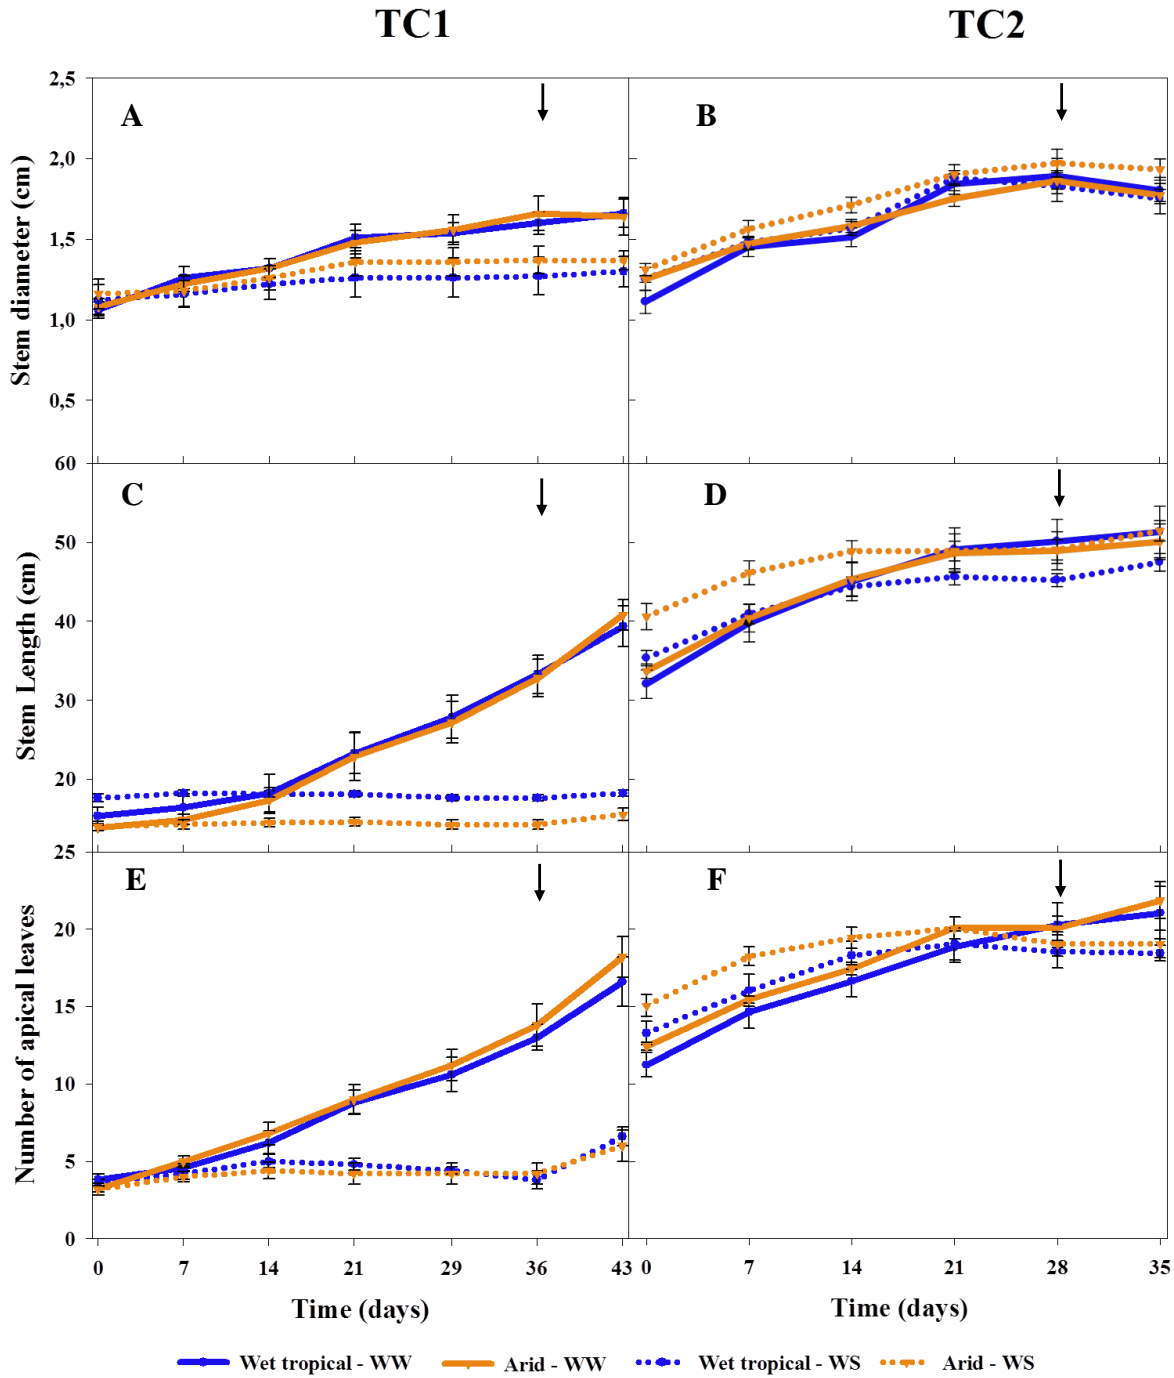 TC1 TC2
Stem diameter (cm)
2,5
2,0
1,5
1,0
0,5
A
B
Stem Length (cm)
60
50
40
30
20
C
D
Number of apical leaves
25
20
15
10
5
0
E
F
0 7 14 21 29 36 43
0 7 14 21 28 35
Time (days) Time (days)
Wet tropical - WW Arid - WW Wet tropical - WS Arid - WS